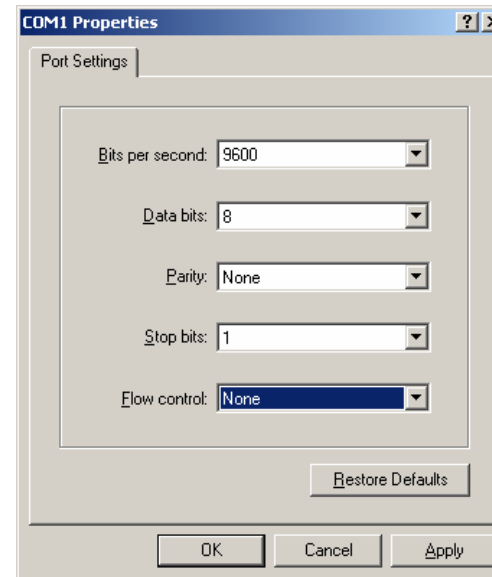 COM1 Properties
Port Settings
Bits per second: 9600
Data bits: 8
Parity: None
Stop bits: 1
Flow control: None
Restore Defaults
OK Cancel Apply